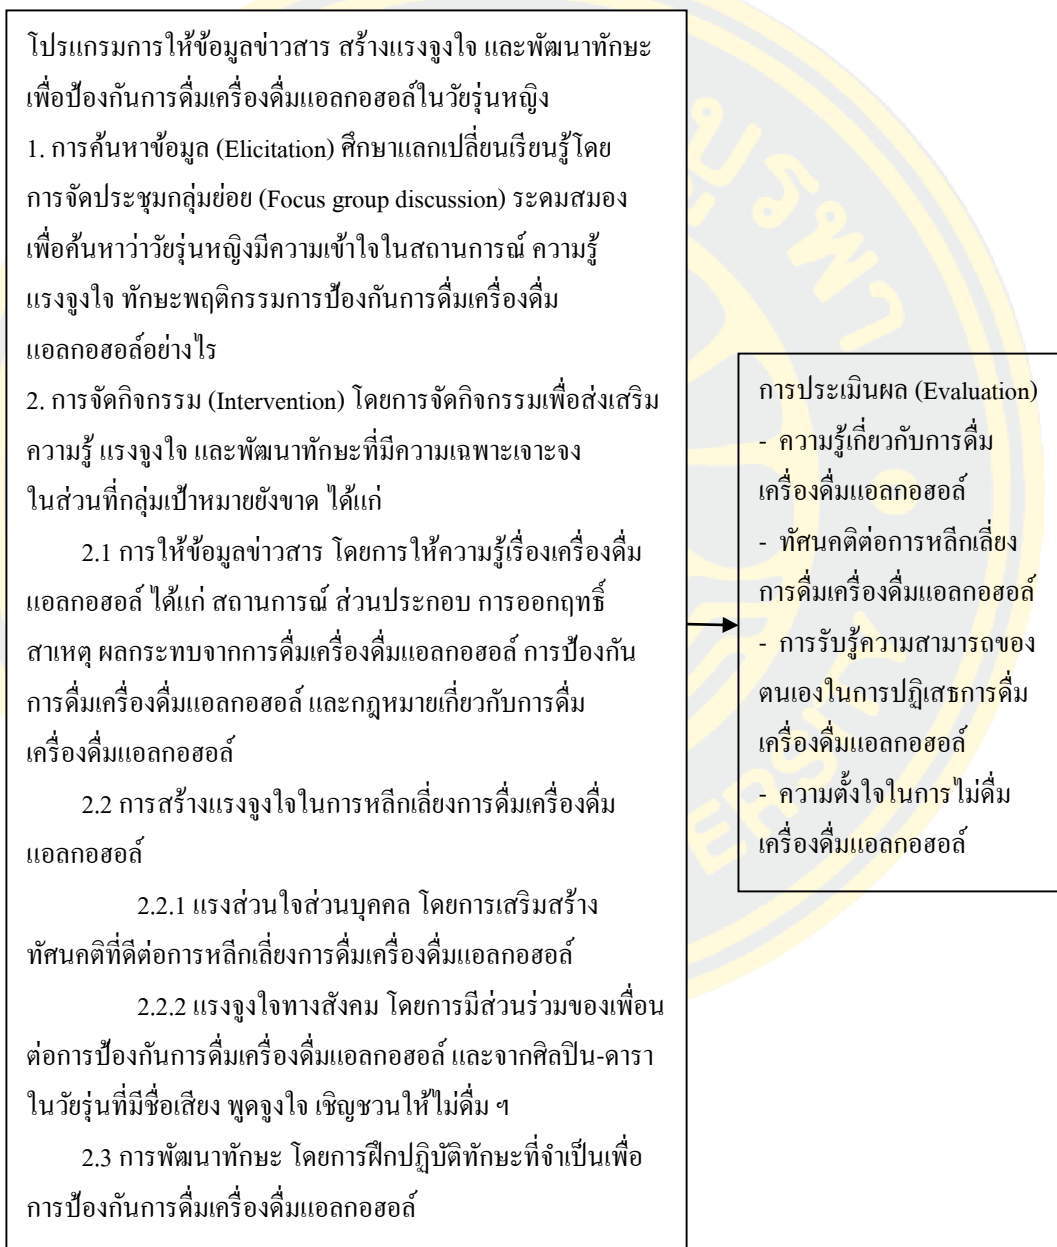 โปรแกรมการให้ข้อมูลข่าวสาร สร้างแรงจูงใจ และพัฒนาทักษะ
เพื่อป้องกันการดื่มเครื่องดื่มแอลกอฮอล์ในวัยรุ่นหญิง
1. การค้นหาข้อมูล (Elicitation) ศึกษาแลกเปลี่ยนเรียนรู้โดย
การจัดประชุมกลุ่มย่อย (Focus group discussion) ระดมสมอง
เพื่อค้นหาว่าวัยรุ่นหญิงมีความเข้าใจในสถานการณ์ ความรู้
แรงจูงใจ ทักษะพฤติกรรมการป้องกันการดื่มเครื่องดื่ม
แอลกอฮอล์อย่างไร
2. การจัดกิจกรรม (Intervention) โดยการจัดกิจกรรมเพื่อส่งเสริม
ความรู้ แรงจูงใจ และพัฒนาทักษะที่มีความเฉพาะเจาะจง
ในส่วนที่กลุ่มเป้าหมายยังขาด ได้แก่
2.1 การให้ข้อมูลข่าวสาร โดยการให้ความรู้เรื่องเครื่องดื่ม
แอลกอฮอล์ ได้แก่ สถานการณ์ ส่วนประกอบ การออกฤทธิ์
สาเหตุ ผลกระทบจากการดื่มเครื่องดื่มแอลกอฮอล์ การป้องกัน
การดื่มเครื่องดื่มแอลกอฮอล์ และกฎหมายเกี่ยวกับการดื่ม
เครื่องดื่มแอลกอฮอล์
2.2 การสร้างแรงจูงใจในการหลีกเลี่ยงการดื่มเครื่องดื่ม
แอลกอฮอล์
2.2.1 แรงส่วนใจส่วนบุคคล โดยการเสริมสร้าง
ทัศนคติที่ดีต่อการหลีกเลี่ยงการดื่มเครื่องดื่มแอลกอฮอล์
2.2.2 แรงจูงใจทางสังคม โดยการมีส่วนร่วมของเพื่อน
ต่อการป้องกันการดื่มเครื่องดื่มแอลกอฮอล์ และจากศิลปิน-ดารา
ในวัยรุ่นที่มีชื่อเสียง พูดจูงใจ เชิญชวนให้ไม่ดื่ม ฯ
2.3 การพัฒนาทักษะ โดยการฝึกปฏิบัติทักษะที่จำเป็นเพื่อ
การป้องกันการดื่มเครื่องดื่มแอลกอฮอล์
การประเมินผล (Evaluation)
- ความรู้เกี่ยวกับการดื่ม
เครื่องดื่มแอลกอฮอล์
- ทัศนคติต่อการหลีกเลี่ยง
การดื่มเครื่องดื่มแอลกอฮอล์
- การรับรู้ความสามารถของ
ตนเองในการปฏิเสธการดื่ม
เครื่องดื่มแอลกอฮอล์
- ความตั้งใจในการไม่ดื่ม
เครื่องดื่มแอลกอฮอล์